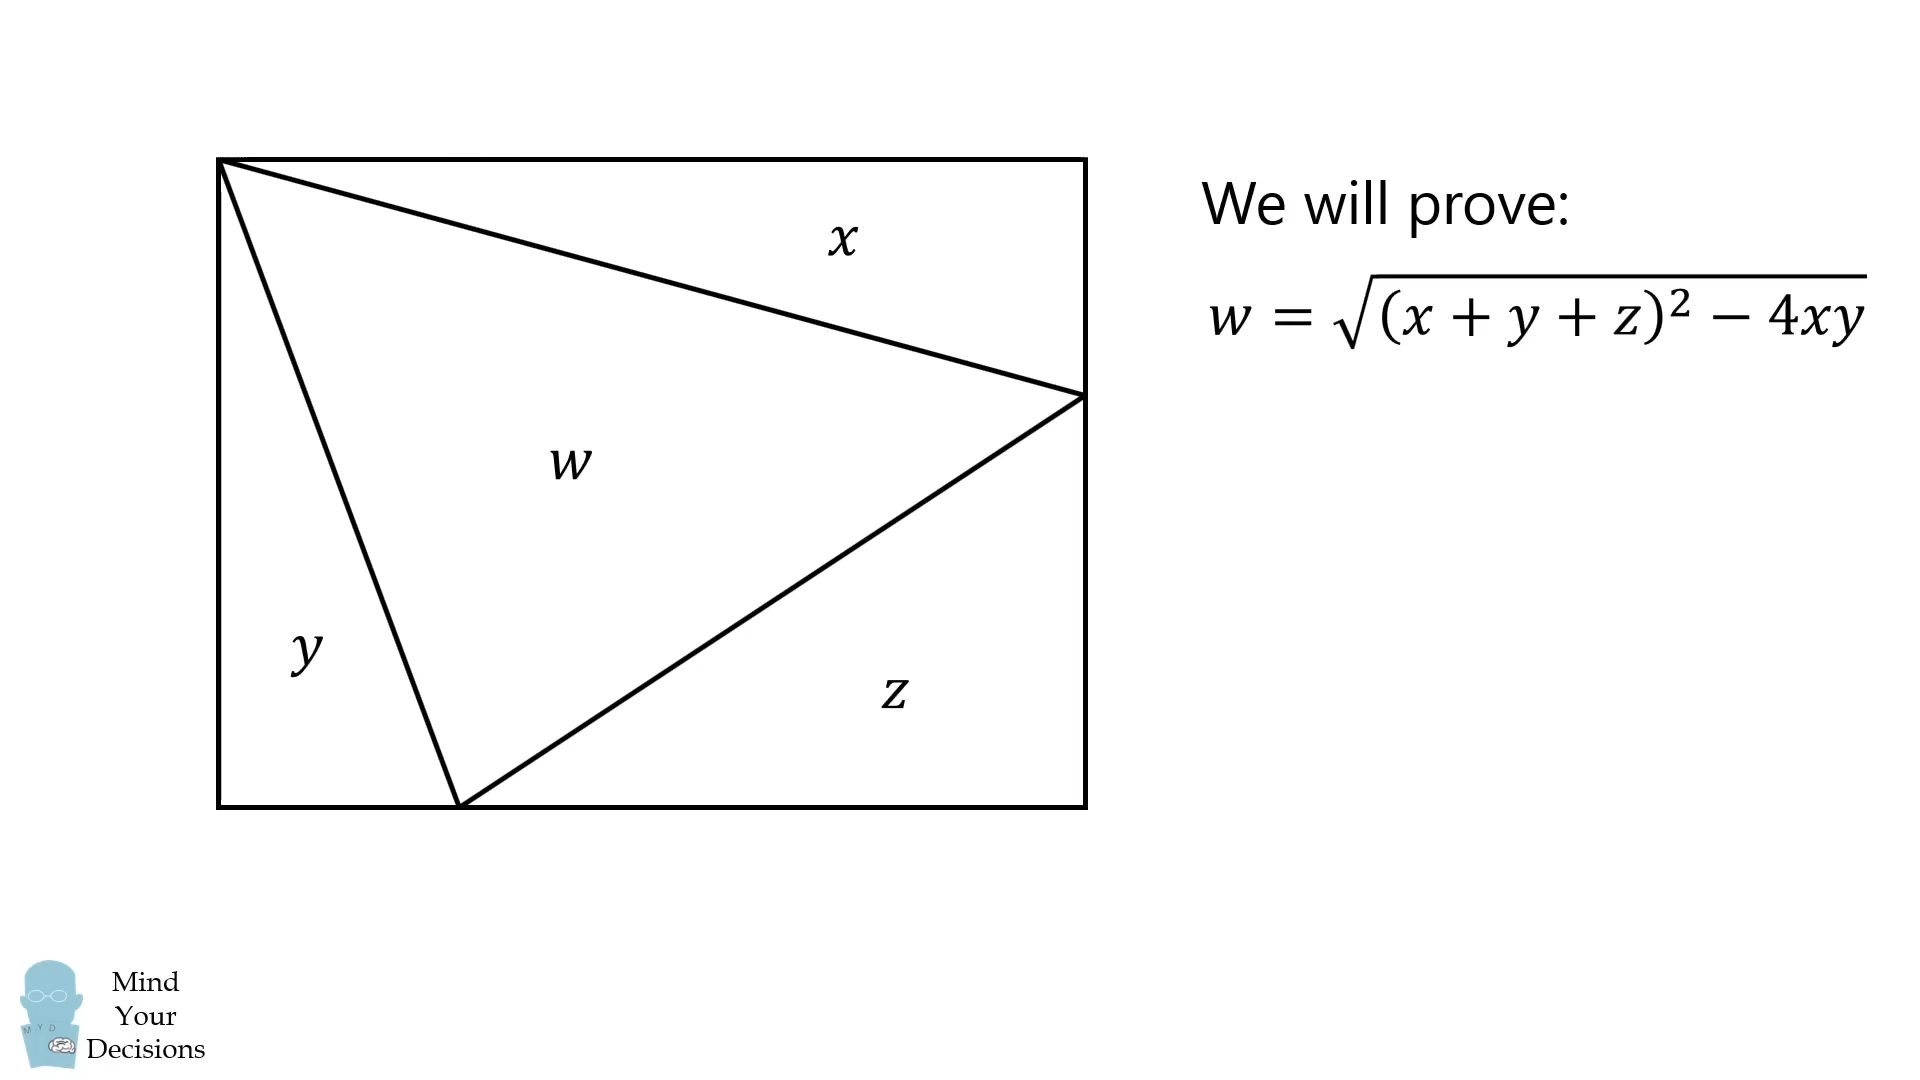 We will prove:
x
w = √(x + y + z)² − 4xy
w
y
z
M Y D
Mind
Your
Decisions